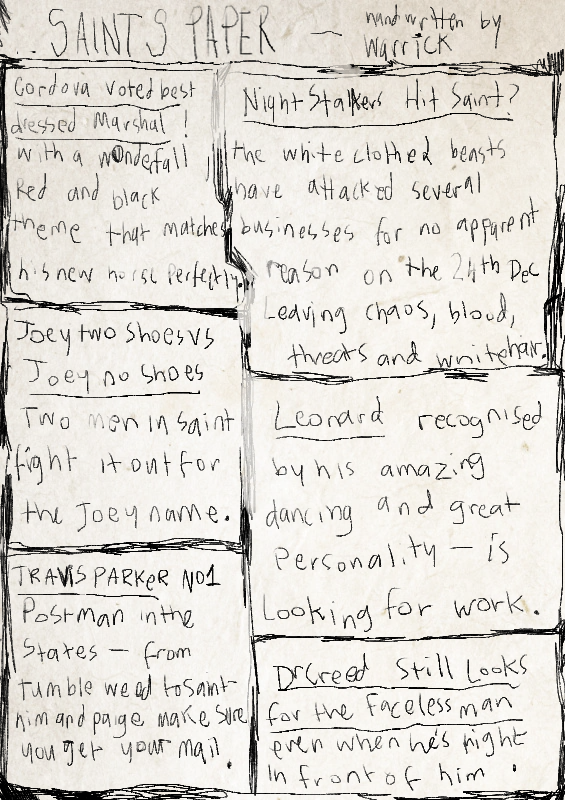 SAINTS PAPER — handwritten by
Warrick
Cordova voted best
dressed Marshal !
with a wonderfall
Red and black
theme that matches
his new horse perfectly.
Joey two shoes vs
Joey no shoes
Two men in saint
fight it out for
the Joey name.
TRAVIS PARKER NO1
Postman in the
States — from
tumble weed to saint
him and paige make sure
you get your mail.
Night Stalkers Hit Saint?
the white clothed beasts
have attacked several
businesses for no apparent
reason on the 24th Dec
Leaving chaos, blood,
threats and white hair.
Leonard recognised
by his amazing
dancing and great
Personality — is
Looking for work.
Dr Creed Still Looks
for the faceless man
even when he's right
in front of him .